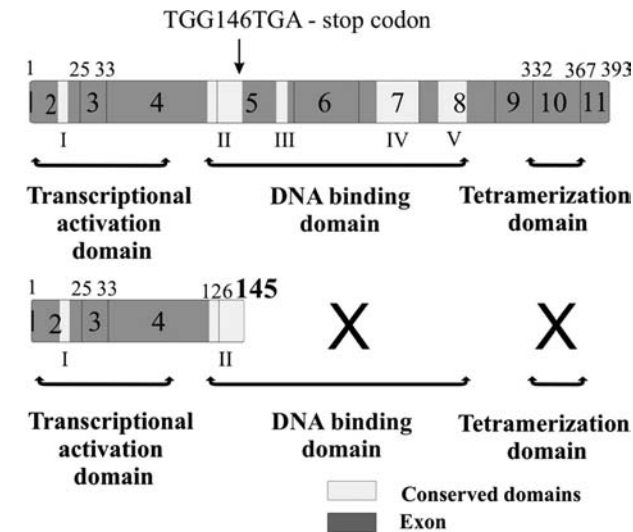 TGG146TGA - stop codon
1 25 33 332 367 393
2 3 4 5 6 7 8 9 10 11
I II III IV V
Transcriptional activation domain
DNA binding domain
Tetramerization domain
1 25 33 126 145
2 3 4
I II
X X
Transcriptional activation domain
DNA binding domain
Tetramerization domain
Conserved domains
Exon